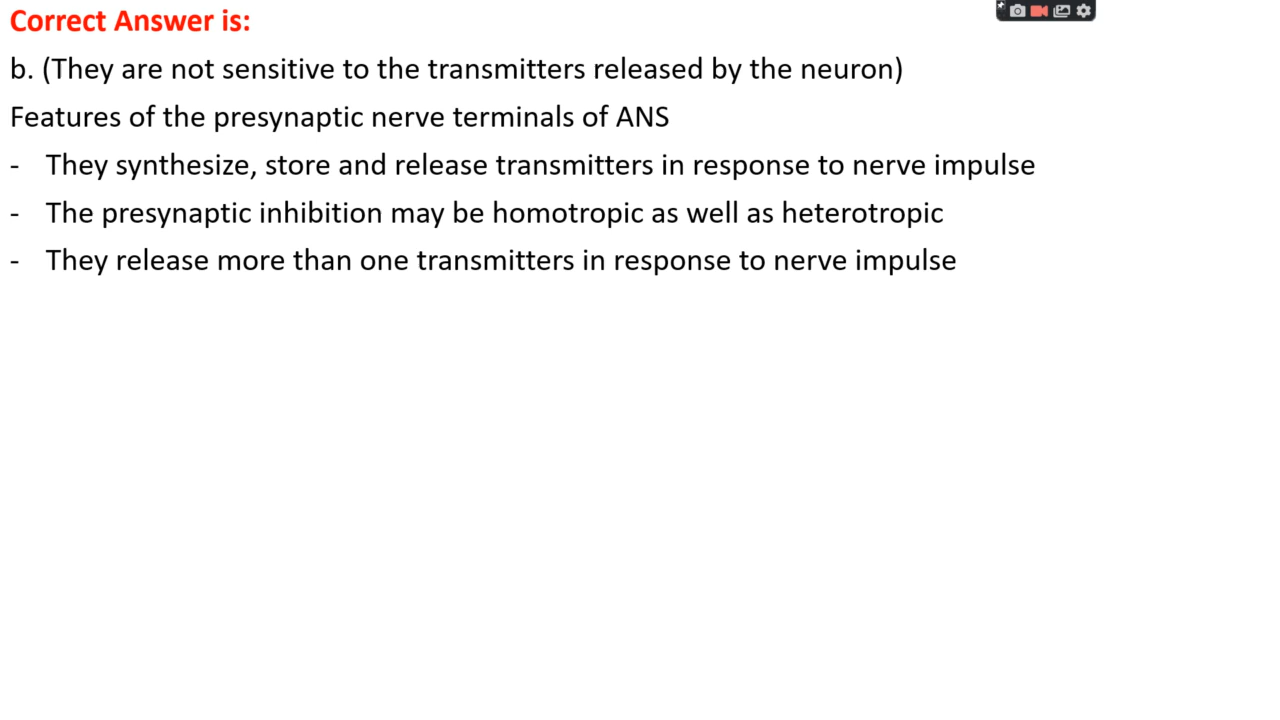 Correct Answer is:
b. (They are not sensitive to the transmitters released by the neuron)
Features of the presynaptic nerve terminals of ANS
- They synthesize, store and release transmitters in response to nerve impulse
- The presynaptic inhibition may be homotropic as well as heterotropic
- They release more than one transmitters in response to nerve impulse